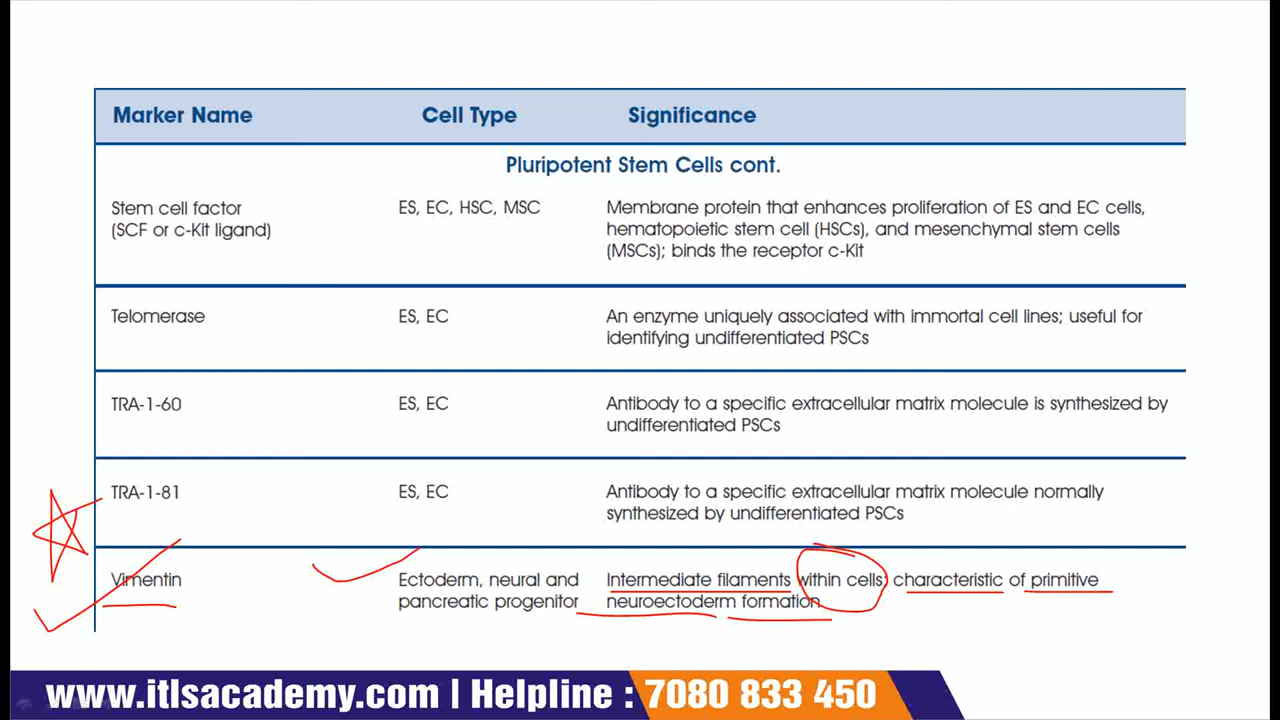 Marker Name Cell Type Significance
Pluripotent Stem Cells cont.
Stem cell factor ES, EC, HSC, MSC Membrane protein that enhances proliferation of ES and EC cells,
(SCF or c-Kit ligand) hematopoietic stem cell (HSCs), and mesenchymal stem cells
(MSCs); binds the receptor c-Kit
Telomerase ES, EC An enzyme uniquely associated with immortal cell lines; useful for
identifying undifferentiated PSCs
TRA-1-60 ES, EC Antibody to a specific extracellular matrix molecule is synthesized by
undifferentiated PSCs
TRA-1-81 ES, EC Antibody to a specific extracellular matrix molecule normally
synthesized by undifferentiated PSCs
Vimentin Ectoderm, neural and Intermediate filaments within cells; characteristic of primitive
pancreatic progenitor neuroectoderm formation
www.itlsacademy.com | Helpline : 7080 833 450